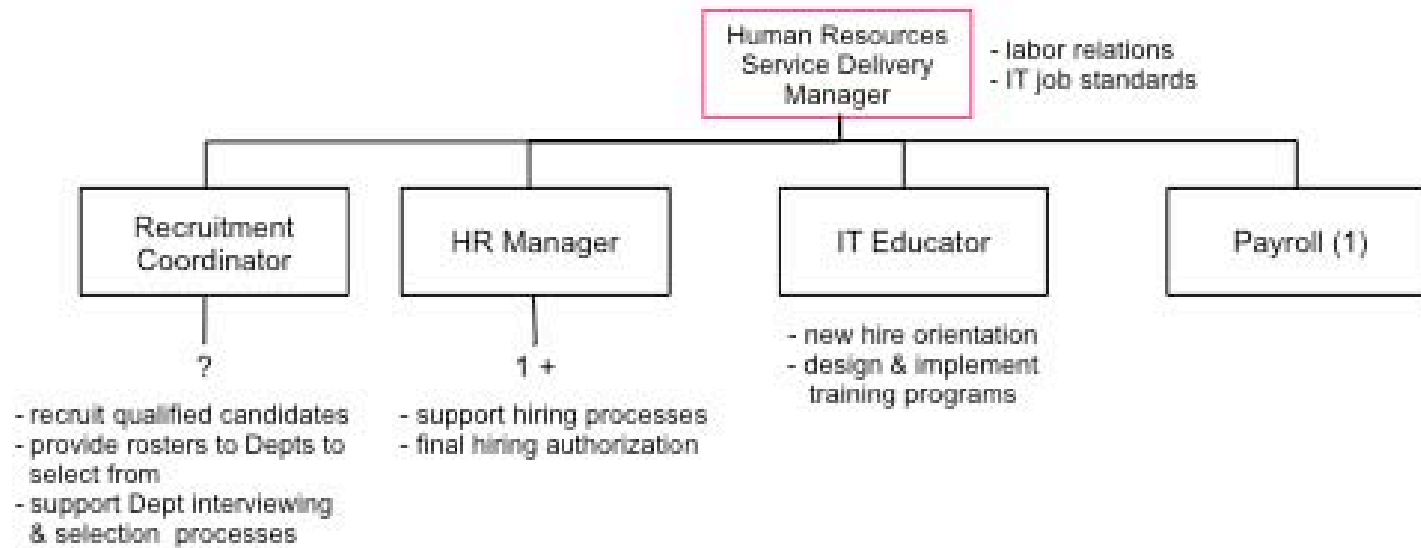 Human Resources
Service Delivery
Manager
- labor relations
- IT job standards
Recruitment
Coordinator
HR Manager
IT Educator
Payroll (1)
?
- recruit qualified candidates
- provide rosters to Depts to
select from
- support Dept interviewing
& selection processes
1 +
- support hiring processes
- final hiring authorization
- new hire orientation
- design & implement
training programs